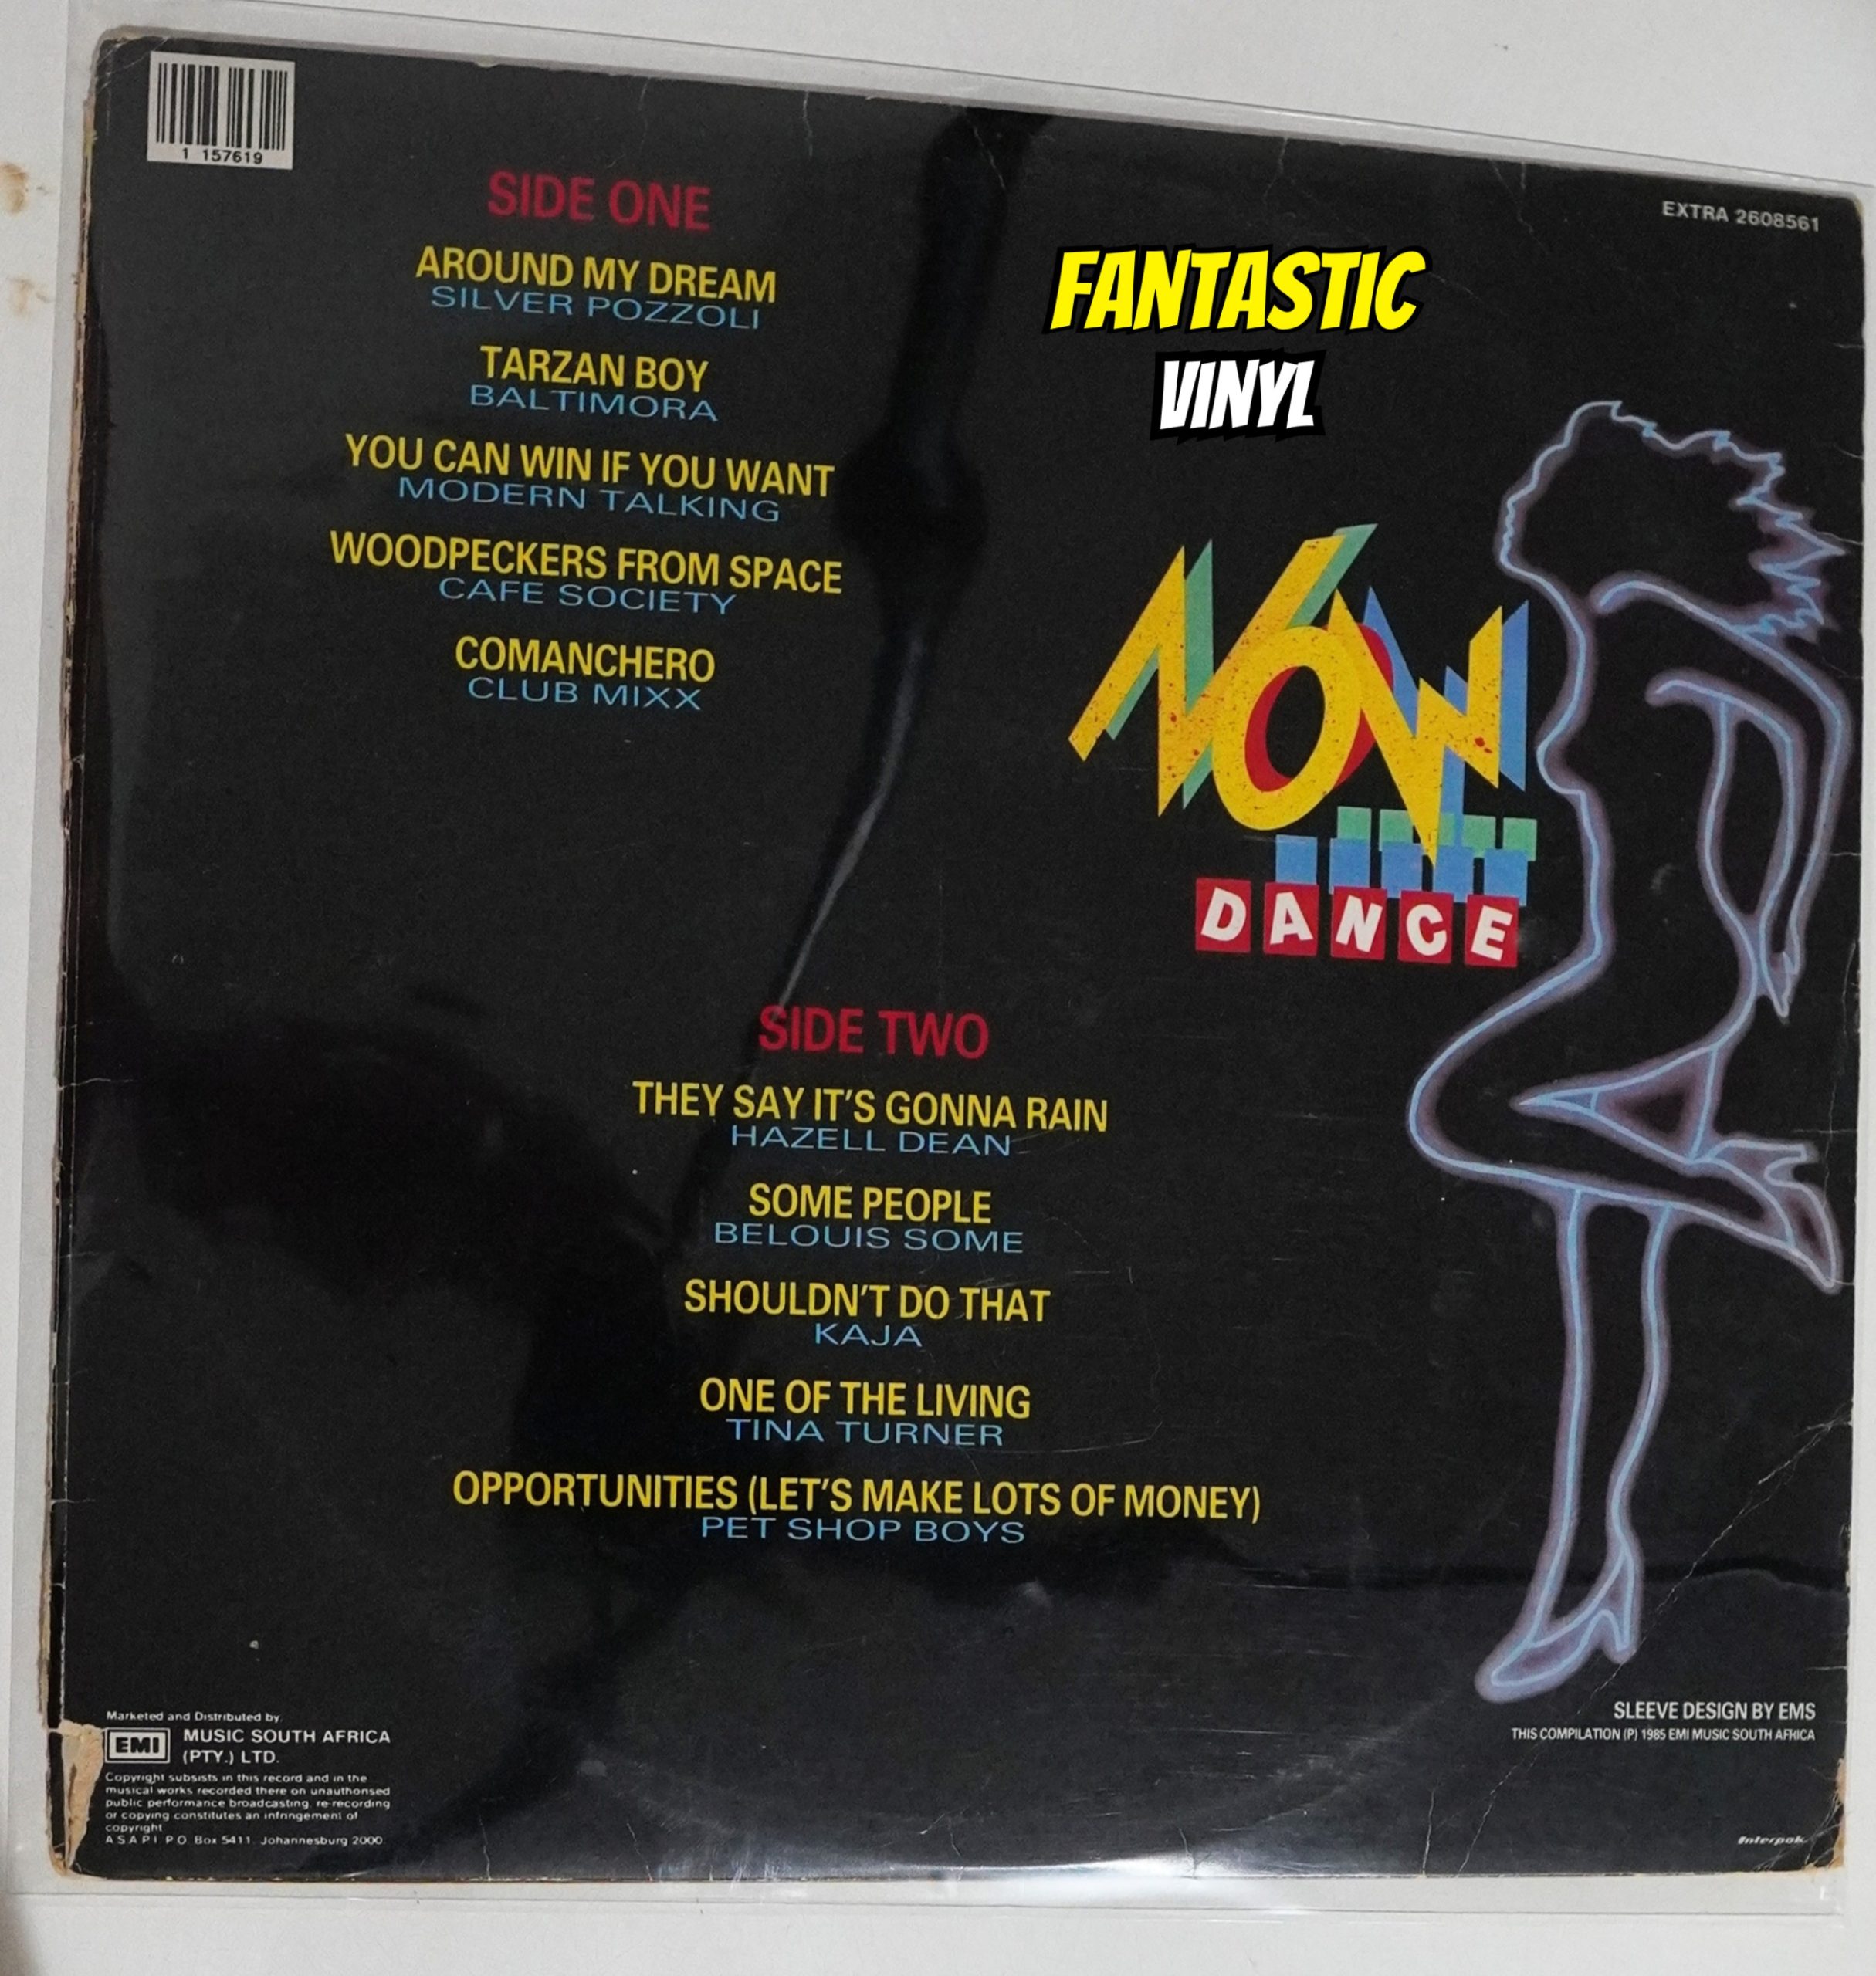 1 157619
EXTRA 2608561
FANTASTIC
VINYL
SIDE ONE
AROUND MY DREAM
SILVER POZZOLI
TARZAN BOY
BALTIMORA
YOU CAN WIN IF YOU WANT
MODERN TALKING
WOODPECKERS FROM SPACE
CAFE SOCIETY
COMANCHERO
CLUB MIXX
NOW
DANCE
SIDE TWO
THEY SAY IT'S GONNA RAIN
HAZELL DEAN
SOME PEOPLE
BELOUIS SOME
SHOULDN'T DO THAT
KAJA
ONE OF THE LIVING
TINA TURNER
OPPORTUNITIES (LET'S MAKE LOTS OF MONEY)
PET SHOP BOYS
Marketed and Distributed by:
EMI MUSIC SOUTH AFRICA
(PTY.) LTD.
Copyright subsists in this record and in the
musical works recorded there on unauthorised
public performance broadcasting, re-recording
or copying constitutes an infringement of
copyright
A S A P I P.O. Box 5411. Johannesburg 2000
SLEEVE DESIGN BY EMS
THIS COMPILATION (P) 1985 EMI MUSIC SOUTH AFRICA
Interpak